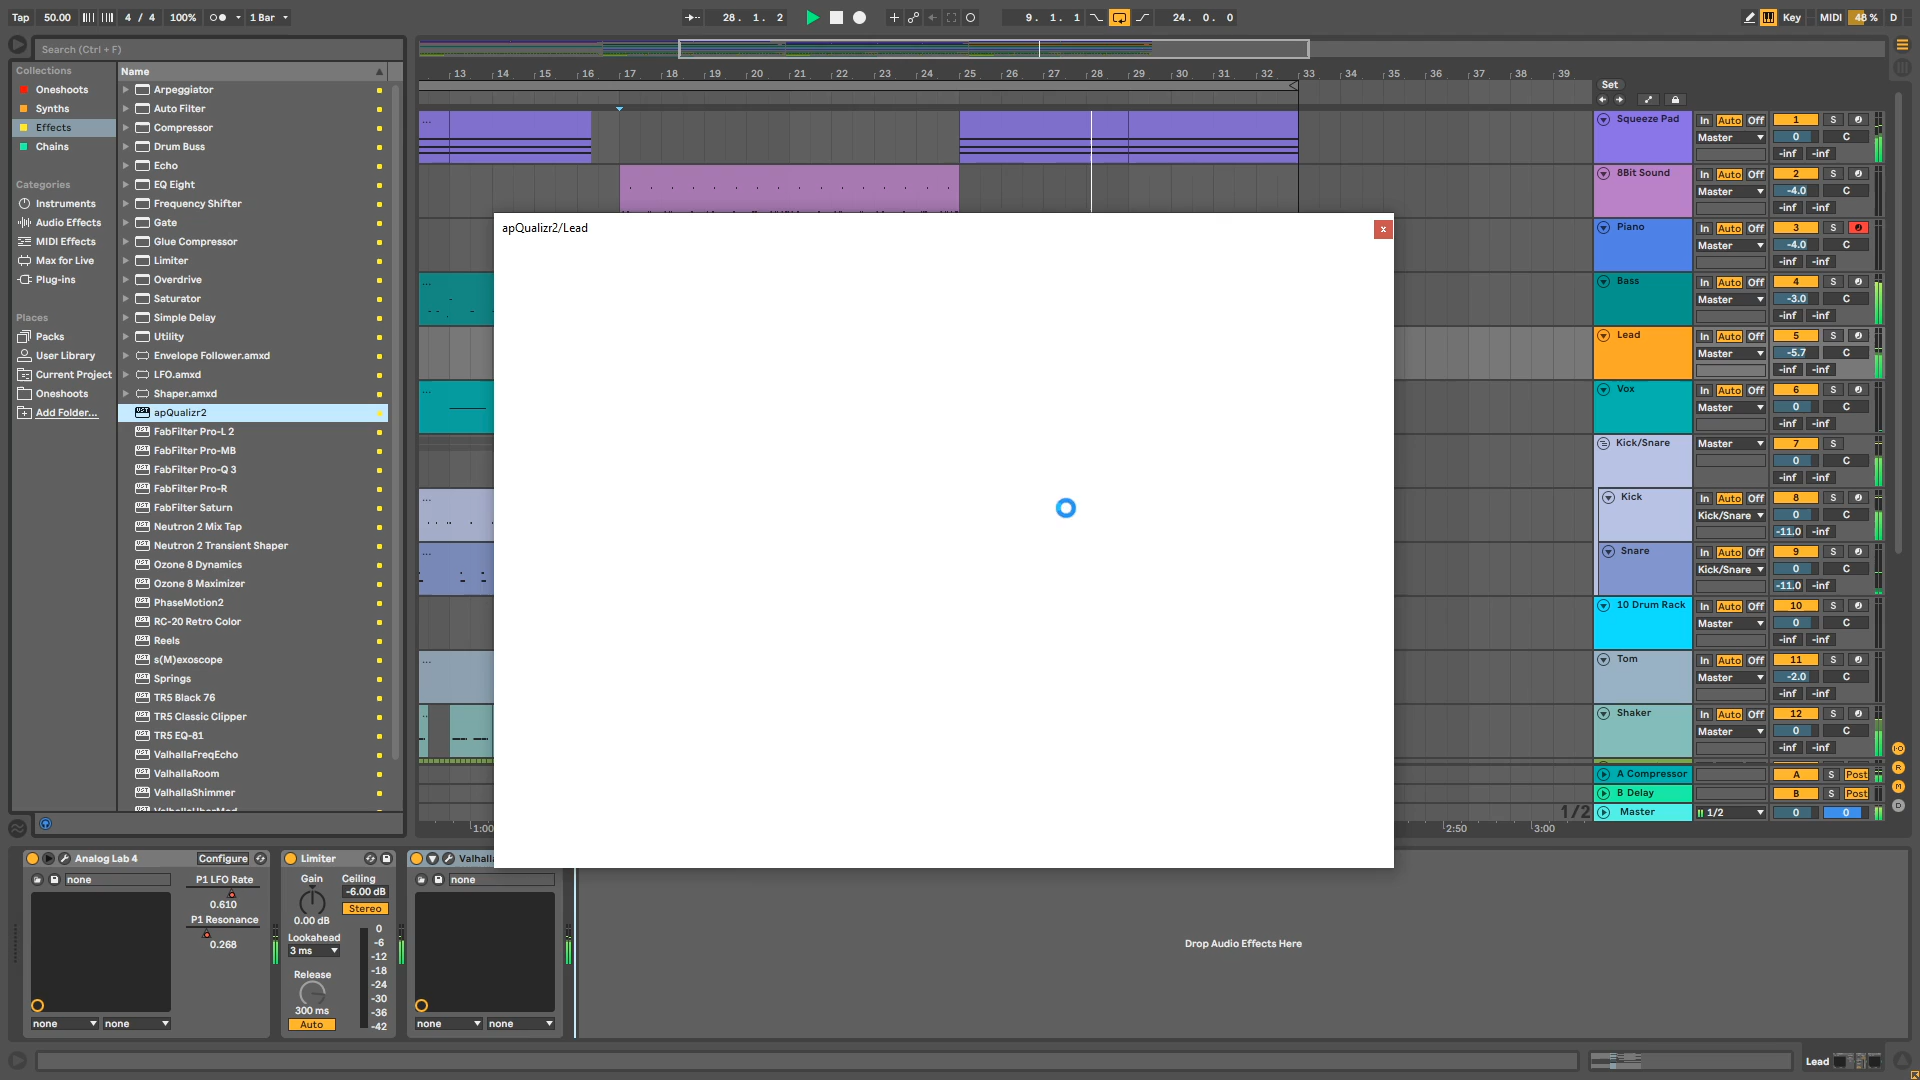 Tap 50.00 4 / 4 100% 1 Bar
28. 1. 2
9. 1. 1
24. 0. 0
Key MIDI 48 % D
Search (Ctrl + F)
Collections
Oneshoots
Synths
Effects
Chains
Categories
Instruments
Audio Effects
MIDI Effects
Max for Live
Plug-ins
Places
Packs
User Library
Current Project
Oneshoots
Add Folder...
Name
Arpeggiator
Auto Filter
Compressor
Drum Buss
Echo
EQ Eight
Frequency Shifter
Gate
Glue Compressor
Limiter
Overdrive
Saturator
Simple Delay
Utility
Envelope Follower.amxd
LFO.amxd
Shaper.amxd
apQualizr2
FabFilter Pro-L 2
FabFilter Pro-MB
FabFilter Pro-Q 3
FabFilter Pro-R
FabFilter Saturn
Neutron 2 Mix Tap
Neutron 2 Transient Shaper
Ozone 8 Dynamics
Ozone 8 Maximizer
PhaseMotion2
RC-20 Retro Color
Reels
s(M)exoscope
Springs
TR5 Black 76
TR5 Classic Clipper
TR5 EQ-81
ValhallaFreqEcho
ValhallaRoom
ValhallaShimmer
13 14 15 16 17 18 19 20 21 22 23 24 25 26 27 28 29 30 31 32 33 34 35 36 37 38 39
Set
apQualizr2/Lead
x
Squeeze Pad In Auto Off 1 S
Master 0 C
-inf -inf
8Bit Sound In Auto Off 2 S
Master -4.0 C
-inf -inf
Piano In Auto Off 3 S
Master -4.0 C
-inf -inf
Bass In Auto Off 4 S
Master -3.0 C
-inf -inf
Lead In Auto Off 5 S
Master -5.7 C
-inf -inf
Vox In Auto Off 6 S
Master 0 C
-inf -inf
Kick/Snare Master 7 S
0 C
-inf -inf
Kick In Auto Off 8 S
Kick/Snare 0 C
-11.0 -inf
Snare In Auto Off 9 S
Kick/Snare 0 C
-11.0 -inf
10 Drum Rack In Auto Off 10 S
Master 0 C
-inf -inf
Tom In Auto Off 11 S
Master -2.0 C
-inf -inf
Shaker In Auto Off 12 S
Master 0 C
-inf -inf
A Compressor A S Post
B Delay B S Post
1/2 Master 1/2 0 0
1:00 2:50 3:00
Analog Lab 4 Configure
none
P1 LFO Rate
0.610
P1 Resonance
0.268
none none
Limiter
Gain
0.00 dB
Ceiling
-6.00 dB
Stereo
Lookahead
3 ms
Release
300 ms
Auto
0
-6
-12
-18
-24
-30
-36
-42
none
none none
Drop Audio Effects Here
Lead